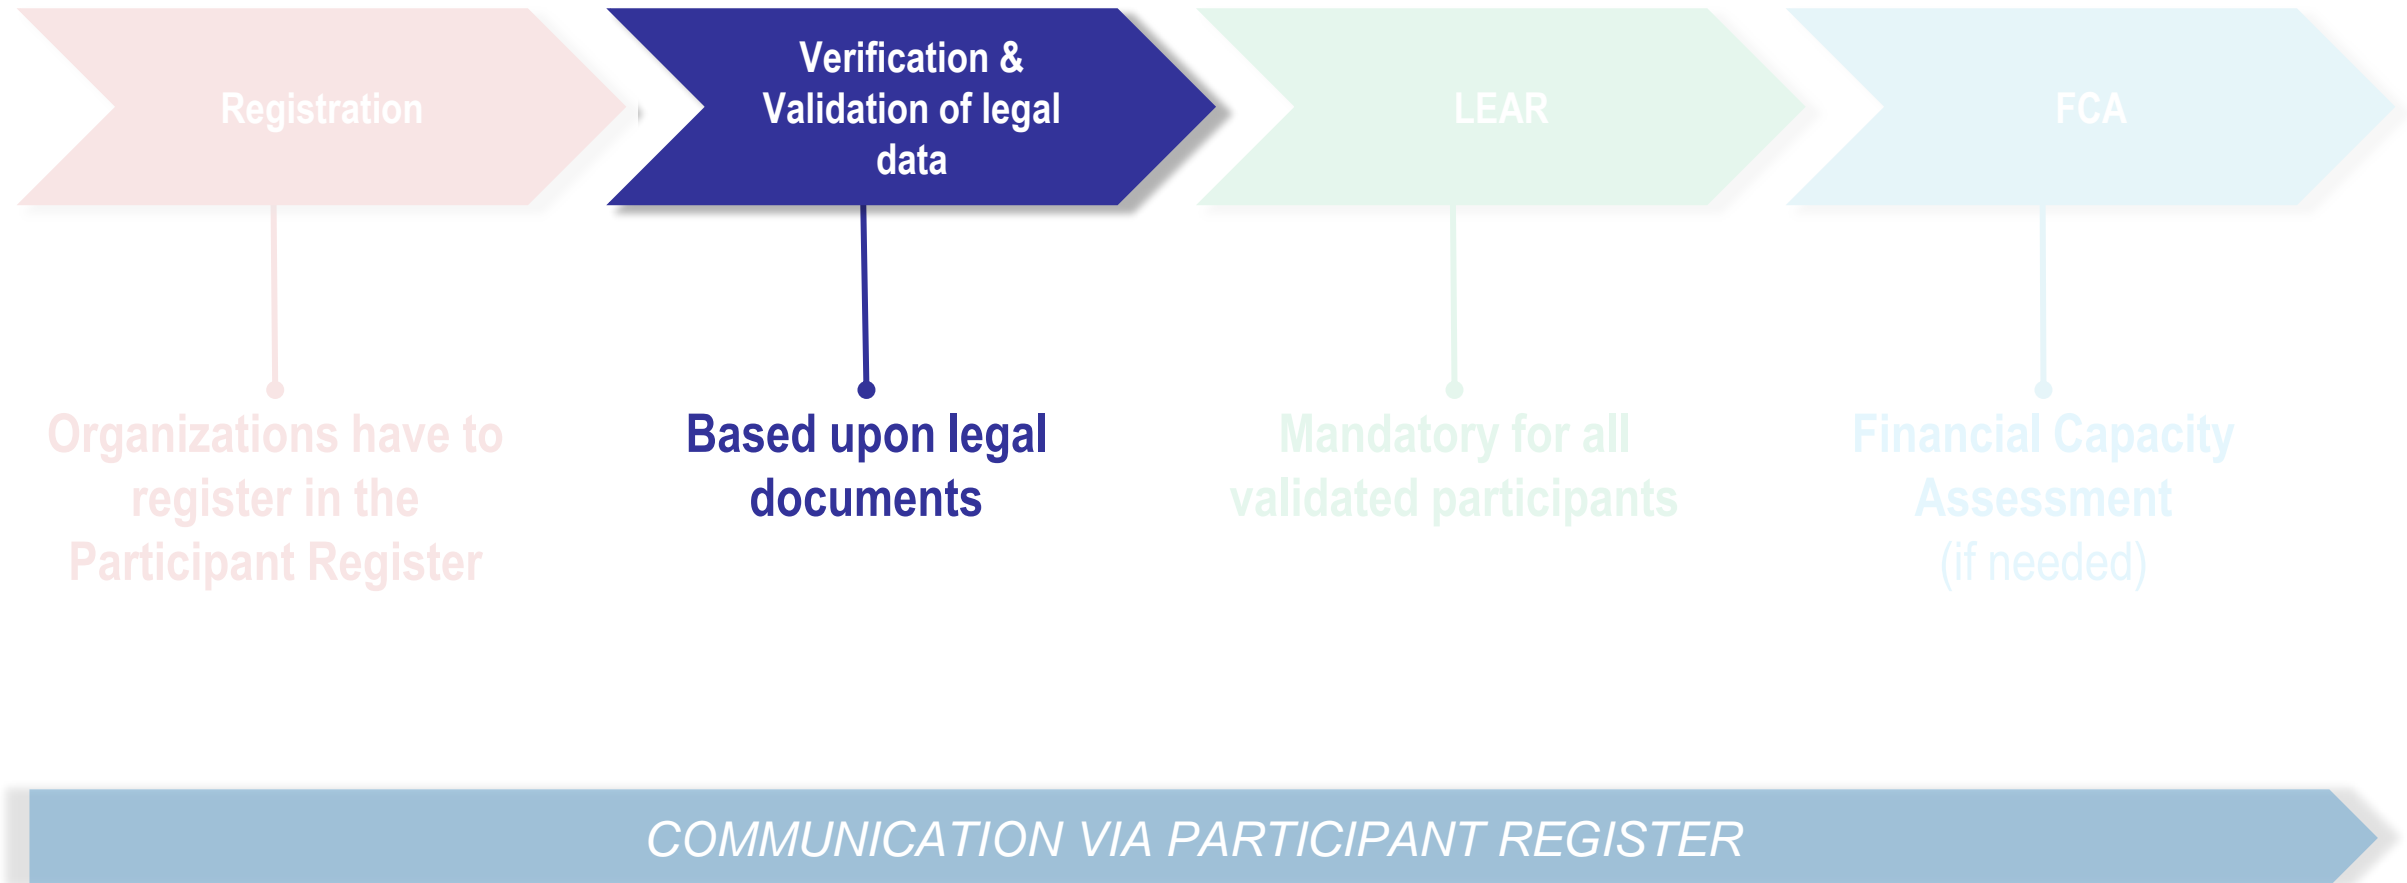 Registration
Verification &
Validation of legal
data
LEAR
FCA
Organizations have to
register in the
Participant Register
Based upon legal
documents
Mandatory for all
validated participants
Financial Capacity
Assessment
(if needed)
COMMUNICATION VIA PARTICIPANT REGISTER